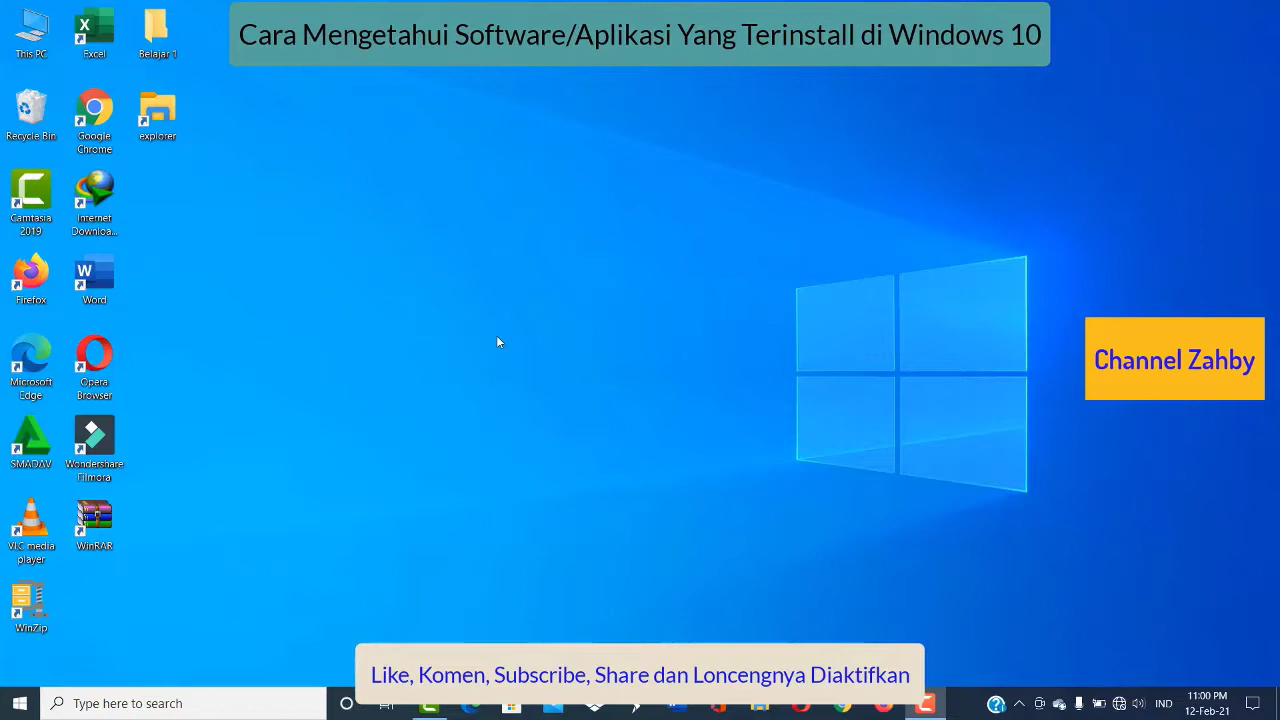 Cara Mengetahui Software/Aplikasi Yang Terinstall di Windows 10
This PC
Excel
Belajar 1
Recycle Bin
Google
Chrome
explorer
Camtasia
2019
Internet
Downloa...
Firefox
Word
Microsoft
Edge
Opera
Browser
SMADAV
Wondershare
Filmora
VLC media
player
WinRAR
WinZip
Channel Zahby
Like, Komen, Subscribe, Share dan Loncengnya Diaktifkan
Type here to search
IND
11:00 PM
12-Feb-21